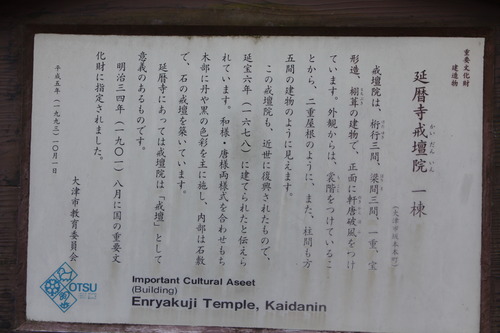 重要文化財
建造物
延暦寺戒壇院 一棟
かいだんいん
(大津市坂本本町)
戒壇院は、桁行三間、梁間三間、一重、宝
形造、栩葺の建物で、正面に軒唐破風をつけ
ています。外観からは、裳階をつけているこ
とから、二重屋根のように、また、柱間も方
五間の建物のように見えます。
この戒壇院も、近世に復興されたもので、
延宝六年(一六七八)に建てられたと伝えら
れています。和様・唐様両様式を合わせもち
木部に丹や黒の色彩を主に施し、内部は石敷
で、石の戒壇を築いています。
延暦寺にあっては戒壇院は「戒壇」として
意義のあるものです。
明治三四年(一九〇一)八月に国の重要文
化財に指定されました。
平成五年(一九九三)一〇月一日
大津市教育委員会
OTSU
Important Cultural Aseet
(Building)
Enryakuji Temple, Kaidanin